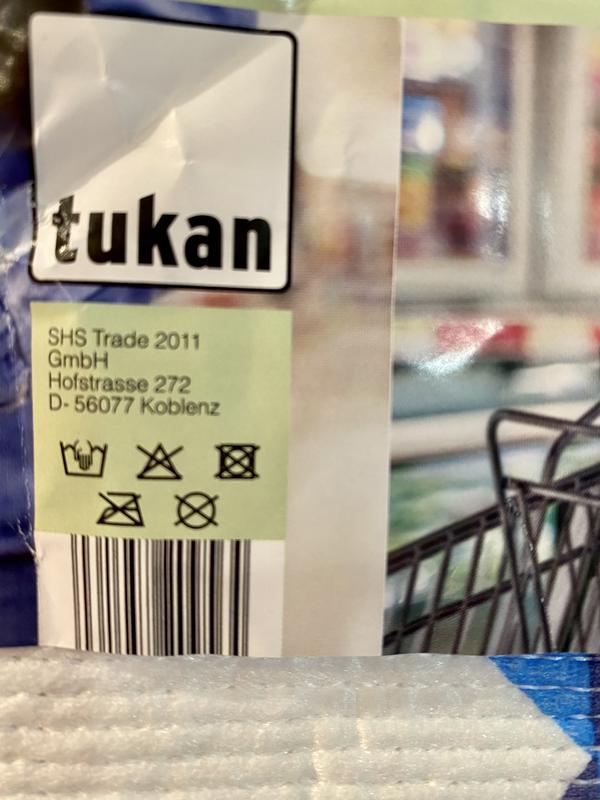 tukan
SHS Trade 2011
GmbH
Hofstrasse 272
D- 56077 Koblenz